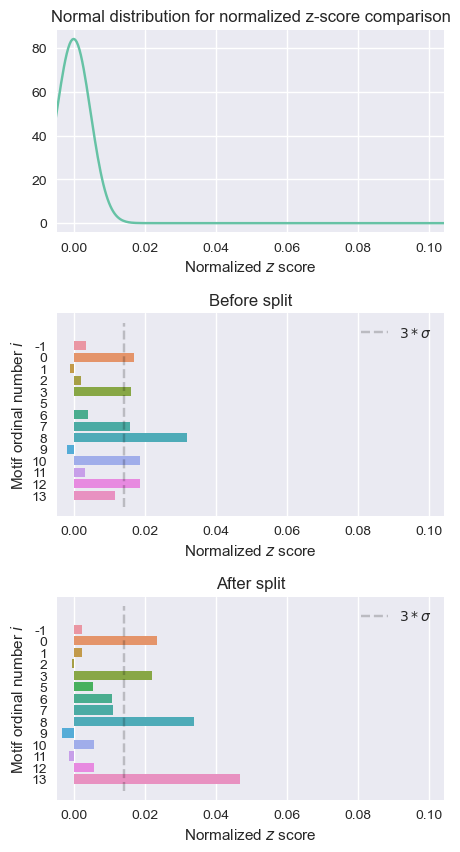 Normal distribution for normalized z-score comparison
80
60
40
20
0
0.00 0.02 0.04 0.06 0.08 0.10
Normalized z score
Before split
Motif ordinal number i
-1
0
1
2
3
5
6
7
8
9
10
11
12
13
3 * σ
0.00 0.02 0.04 0.06 0.08 0.10
Normalized z score
After split
Motif ordinal number i
-1
0
1
2
3
5
6
7
8
9
10
11
12
13
3 * σ
0.00 0.02 0.04 0.06 0.08 0.10
Normalized z score